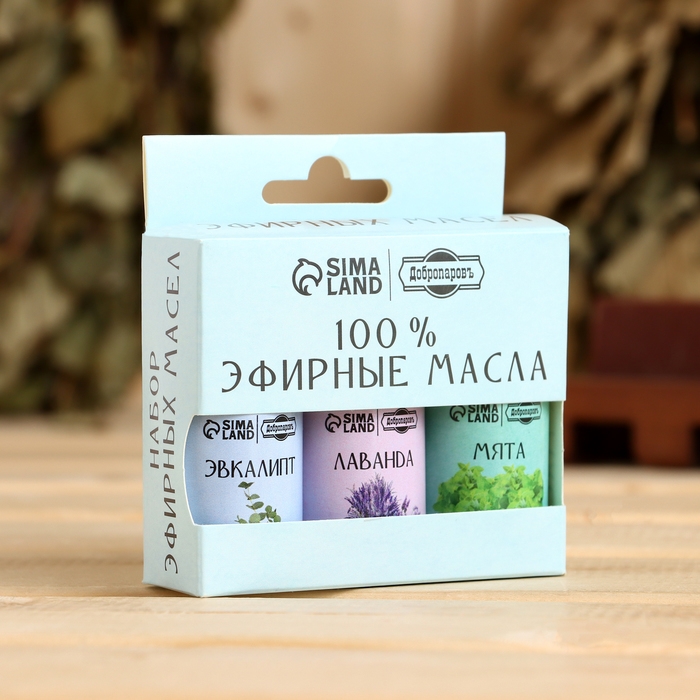 ЭФИРНЫХ МАСЕЛ
SIMA LAND
Добропаровъ
100 %
ЭФИРНЫЕ МАСЛА
НАБОР
ЭФИРНЫХ МАСЕЛ
SIMA LAND
Добропаровъ
ЭВКАЛИПТ
SIMA LAND
Добропаровъ
ЛАВАНДА
SIMA LAND
Добропаровъ
МЯТА